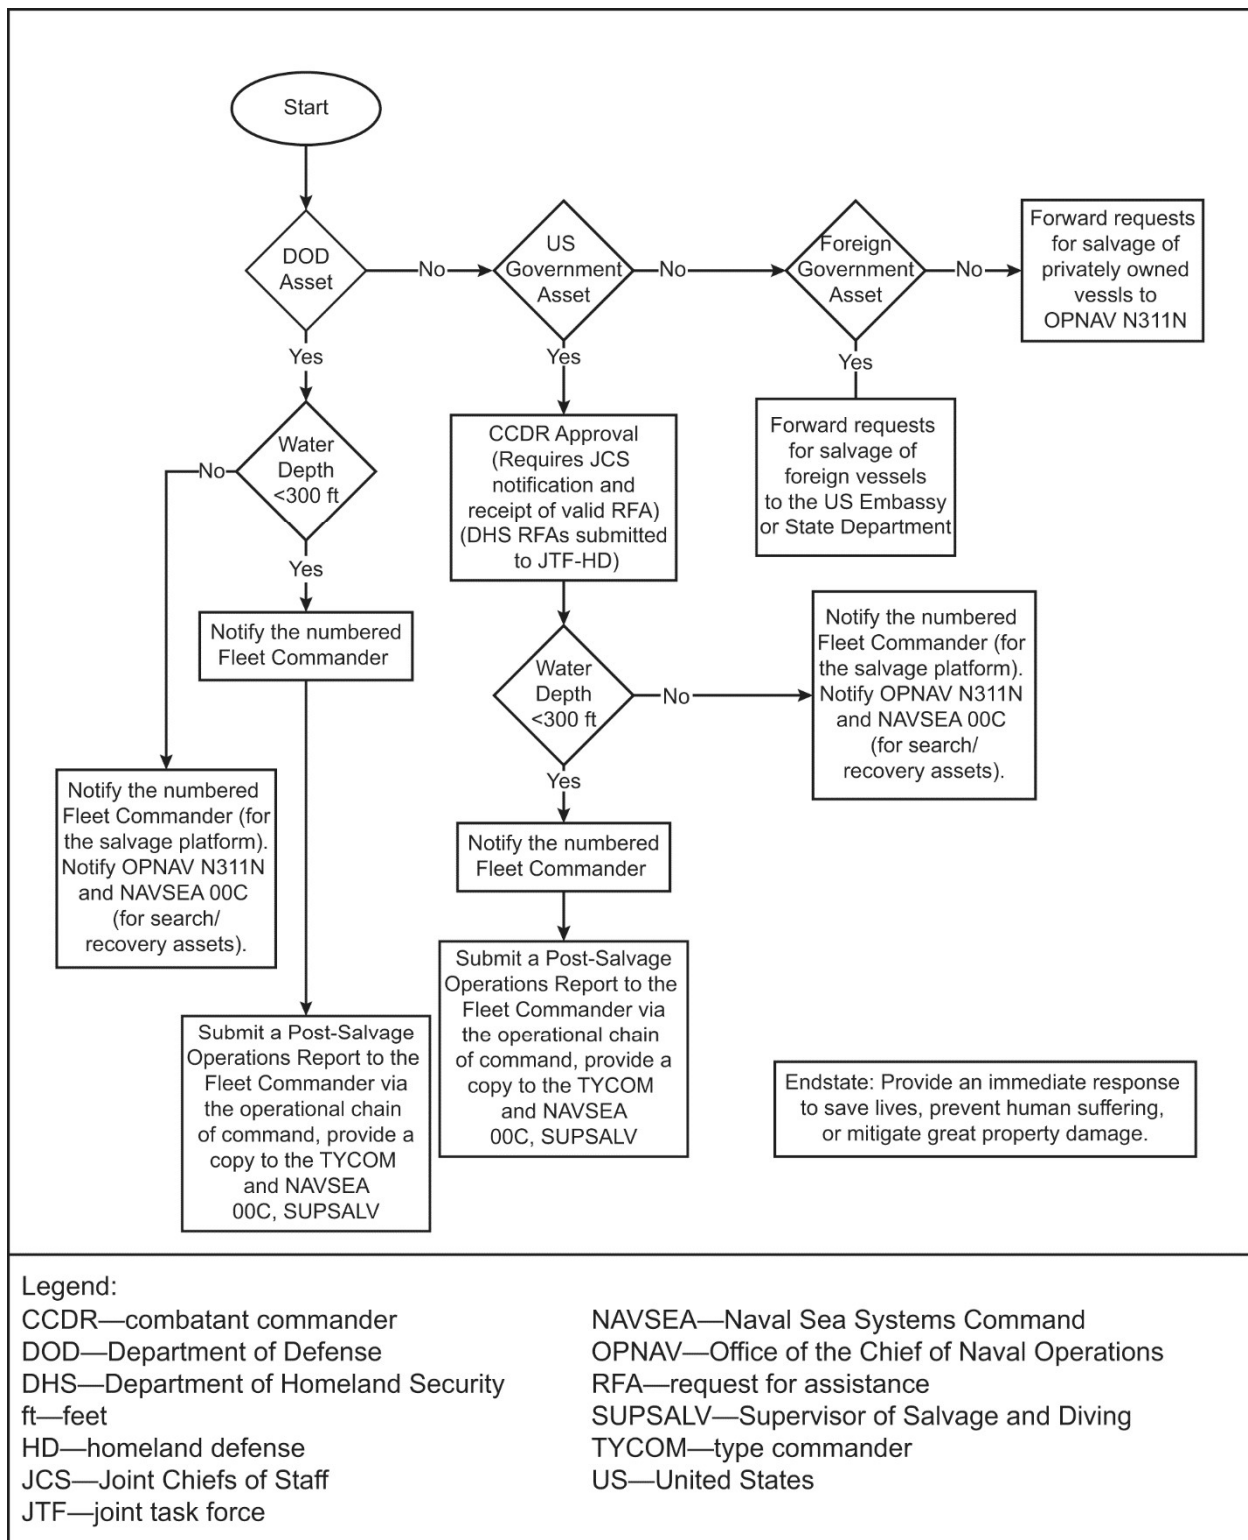 Start
DOD
Asset
No
US
Government
Asset
No
Foreign
Government
Asset
No
Forward requests
for salvage of
privately owned
vessls to
OPNAV N311N
Yes
Yes
Yes
Water
Depth
<300 ft
No
Yes
CCDR Approval
(Requires JCS
notification and
receipt of valid RFA)
(DHS RFAs submitted
to JTF-HD)
Forward requests
for salvage of
foreign vessels
to the US Embassy
or State Department
Notify the numbered
Fleet Commander
Water
Depth
<300 ft
No
Yes
Notify the numbered
Fleet Commander (for
the salvage platform).
Notify OPNAV N311N
and NAVSEA 00C
(for search/
recovery assets).
Notify the numbered
Fleet Commander (for
the salvage platform).
Notify OPNAV N311N
and NAVSEA 00C
(for search/
recovery assets).
Notify the numbered
Fleet Commander
Submit a Post-Salvage
Operations Report to the
Fleet Commander via
the operational chain
of command, provide a
copy to the TYCOM
and NAVSEA
00C, SUPSALV
Submit a Post-Salvage
Operations Report to the
Fleet Commander via
the operational chain
of command, provide a
copy to the TYCOM
and NAVSEA
00C, SUPSALV
Endstate: Provide an immediate response
to save lives, prevent human suffering,
or mitigate great property damage.
Legend:
CCDR—combatant commander
DOD—Department of Defense
DHS—Department of Homeland Security
ft—feet
HD—homeland defense
JCS—Joint Chiefs of Staff
JTF—joint task force
NAVSEA—Naval Sea Systems Command
OPNAV—Office of the Chief of Naval Operations
RFA—request for assistance
SUPSALV—Supervisor of Salvage and Diving
TYCOM—type commander
US—United States